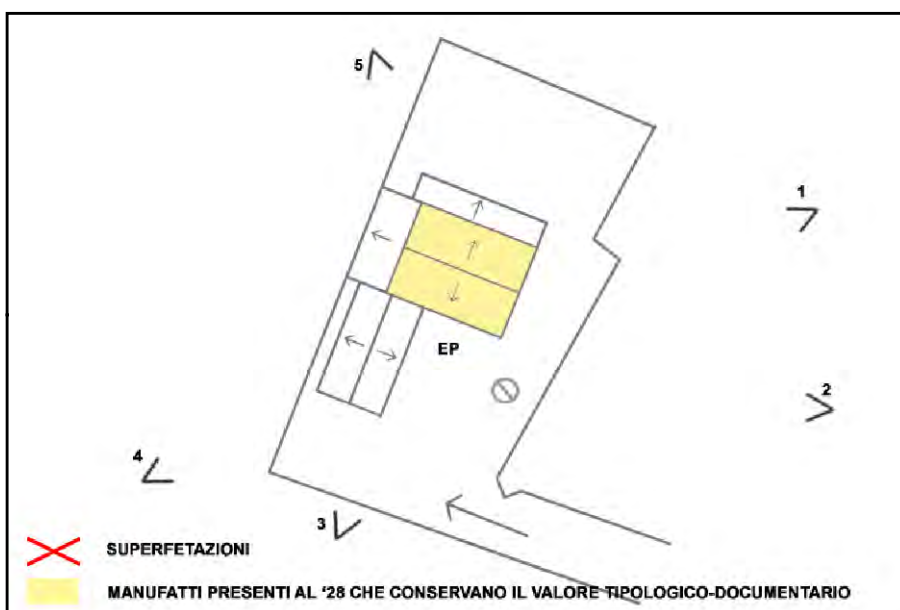 5
1
EP
2
4
3
SUPERFETAZIONI
MANUFATTI PRESENTI AL '28 CHE CONSERVANO IL VALORE TIPOLOGICO-DOCUMENTARIO